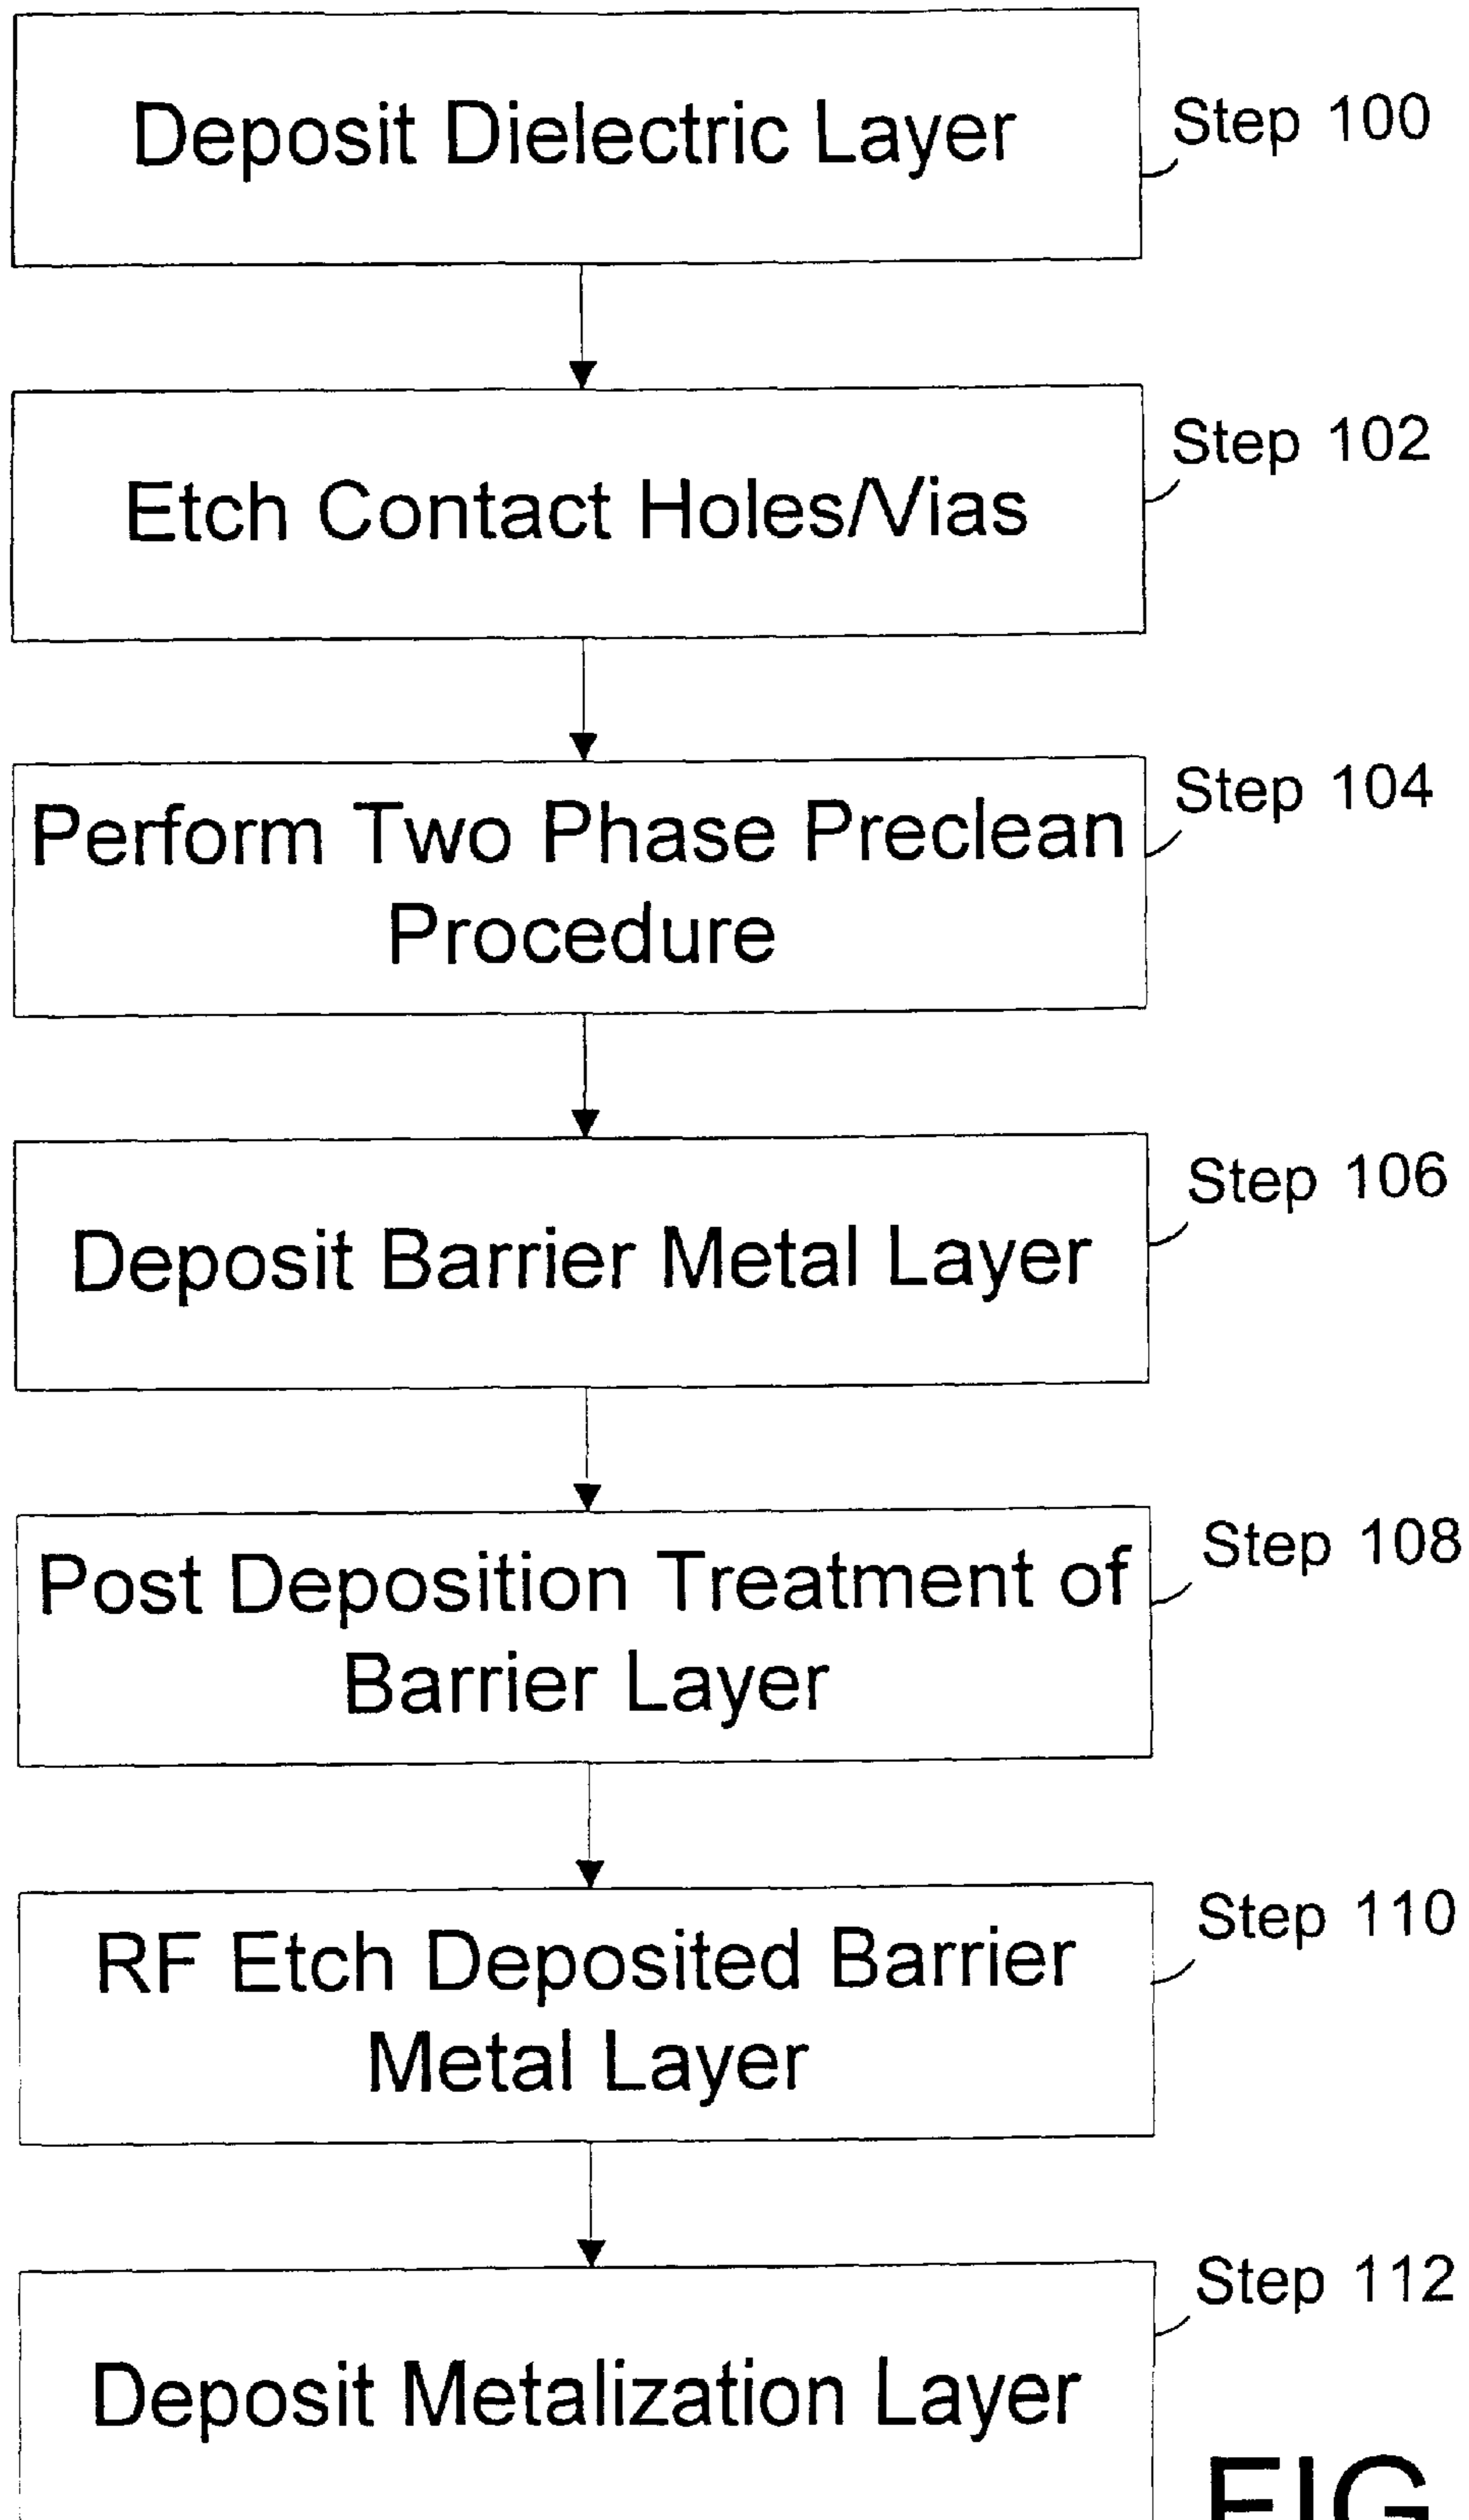 Deposit Dielectric Layer
Step 100
Etch Contact Holes/Vias
Step 102
Perform Two Phase Preclean
Procedure
Step 104
Deposit Barrier Metal Layer
Step 106
Post Deposition Treatment of
Barrier Layer
Step 108
RF Etch Deposited Barrier
Metal Layer
Step 110
Deposit Metalization Layer
Step 112
FIG